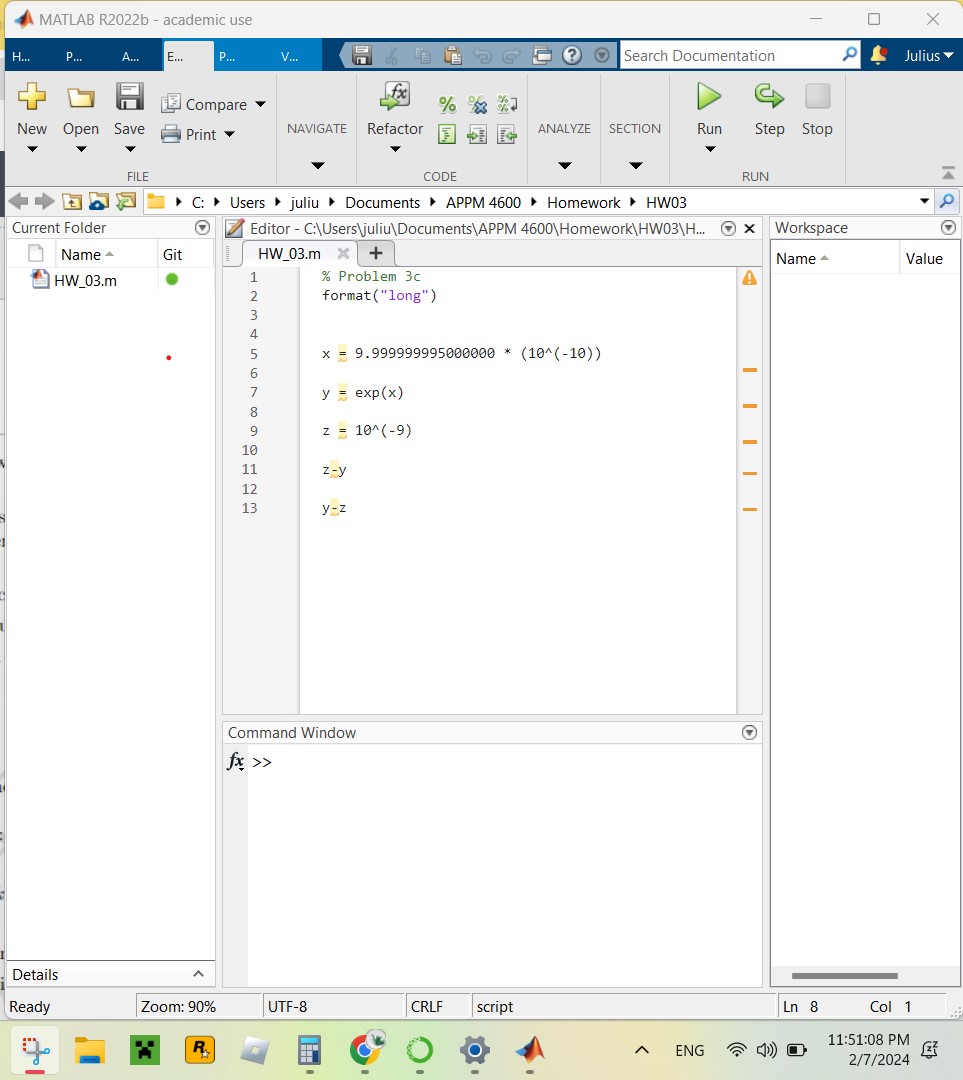 MATLAB R2022b - academic use
H... P... A... E... P... V... Search Documentation Julius
New Open Save Compare Print NAVIGATE Refactor ANALYZE SECTION Run Step Stop
FILE CODE RUN
C: Users juliu Documents APPM 4600 Homework HW03
Current Folder
Name Git
HW_03.m
Editor - C:\Users\juliu\Documents\APPM 4600\Homework\HW03\H...
HW_03.m
1 % Problem 3c
2 format("long")
3
4
5 x = 9.999999995000000 * (10^(-10))
6
7 y = exp(x)
8
9 z = 10^(-9)
10
11 z-y
12
13 y-z
Workspace
Name Value
Command Window
fx >>
Details
Ready Zoom: 90% UTF-8 CRLF script Ln 8 Col 1
ENG 11:51:08 PM
2/7/2024